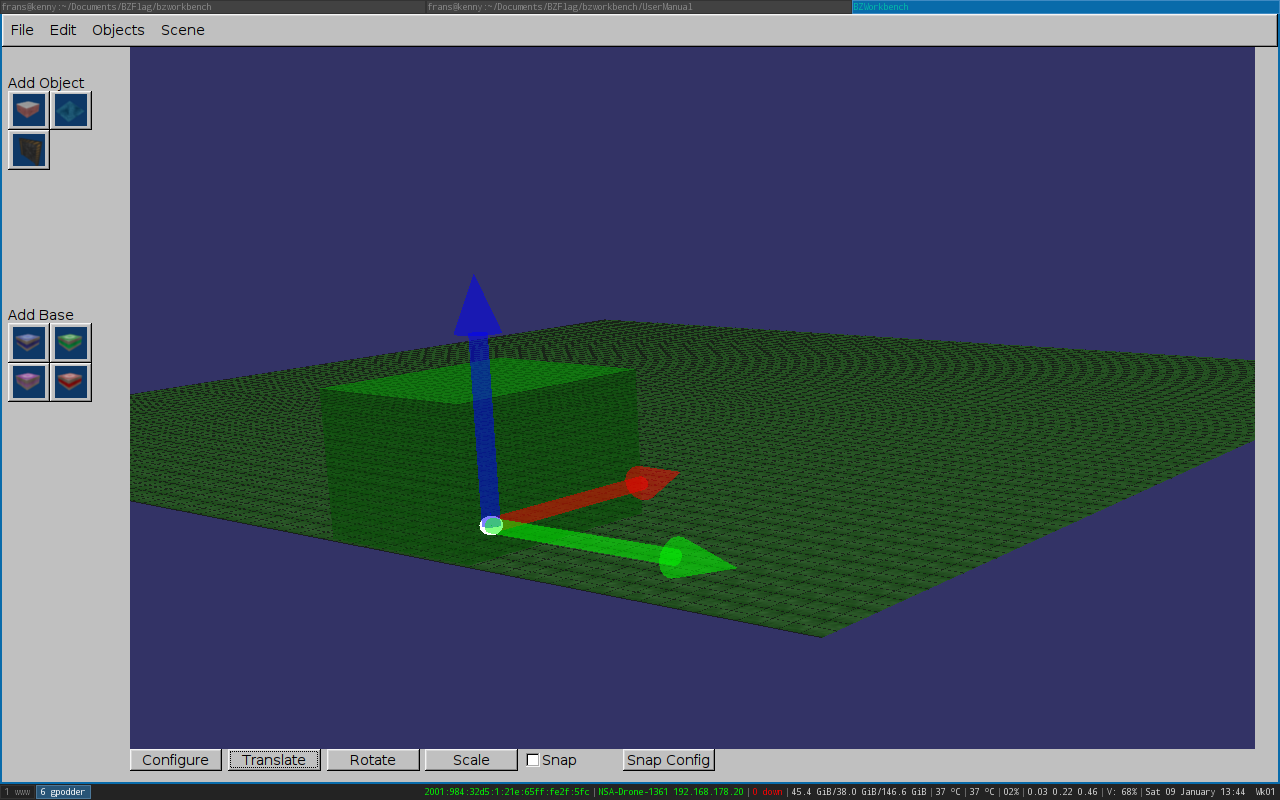 frans@kenny:~/Documents/BZFlag/bzworkbench frans@kenny:~/Documents/BZFlag/bzworkbench/UserManual BZWorkbench
File Edit Objects Scene
Add Object
Add Base
Configure Translate Rotate Scale Snap Snap Config
1 www 6 gpodder 2001:984:32d5:1:21e:65ff:fe2f:5fc|NSA-Drone-1361 192.168.178.20|0 down|45.4 GiB/38.0 GiB/146.6 GiB|37 ºC|37 ºC|02%|0.03 0.22 0.46|V: 68%|Sat 09 January 13:44 Wk01